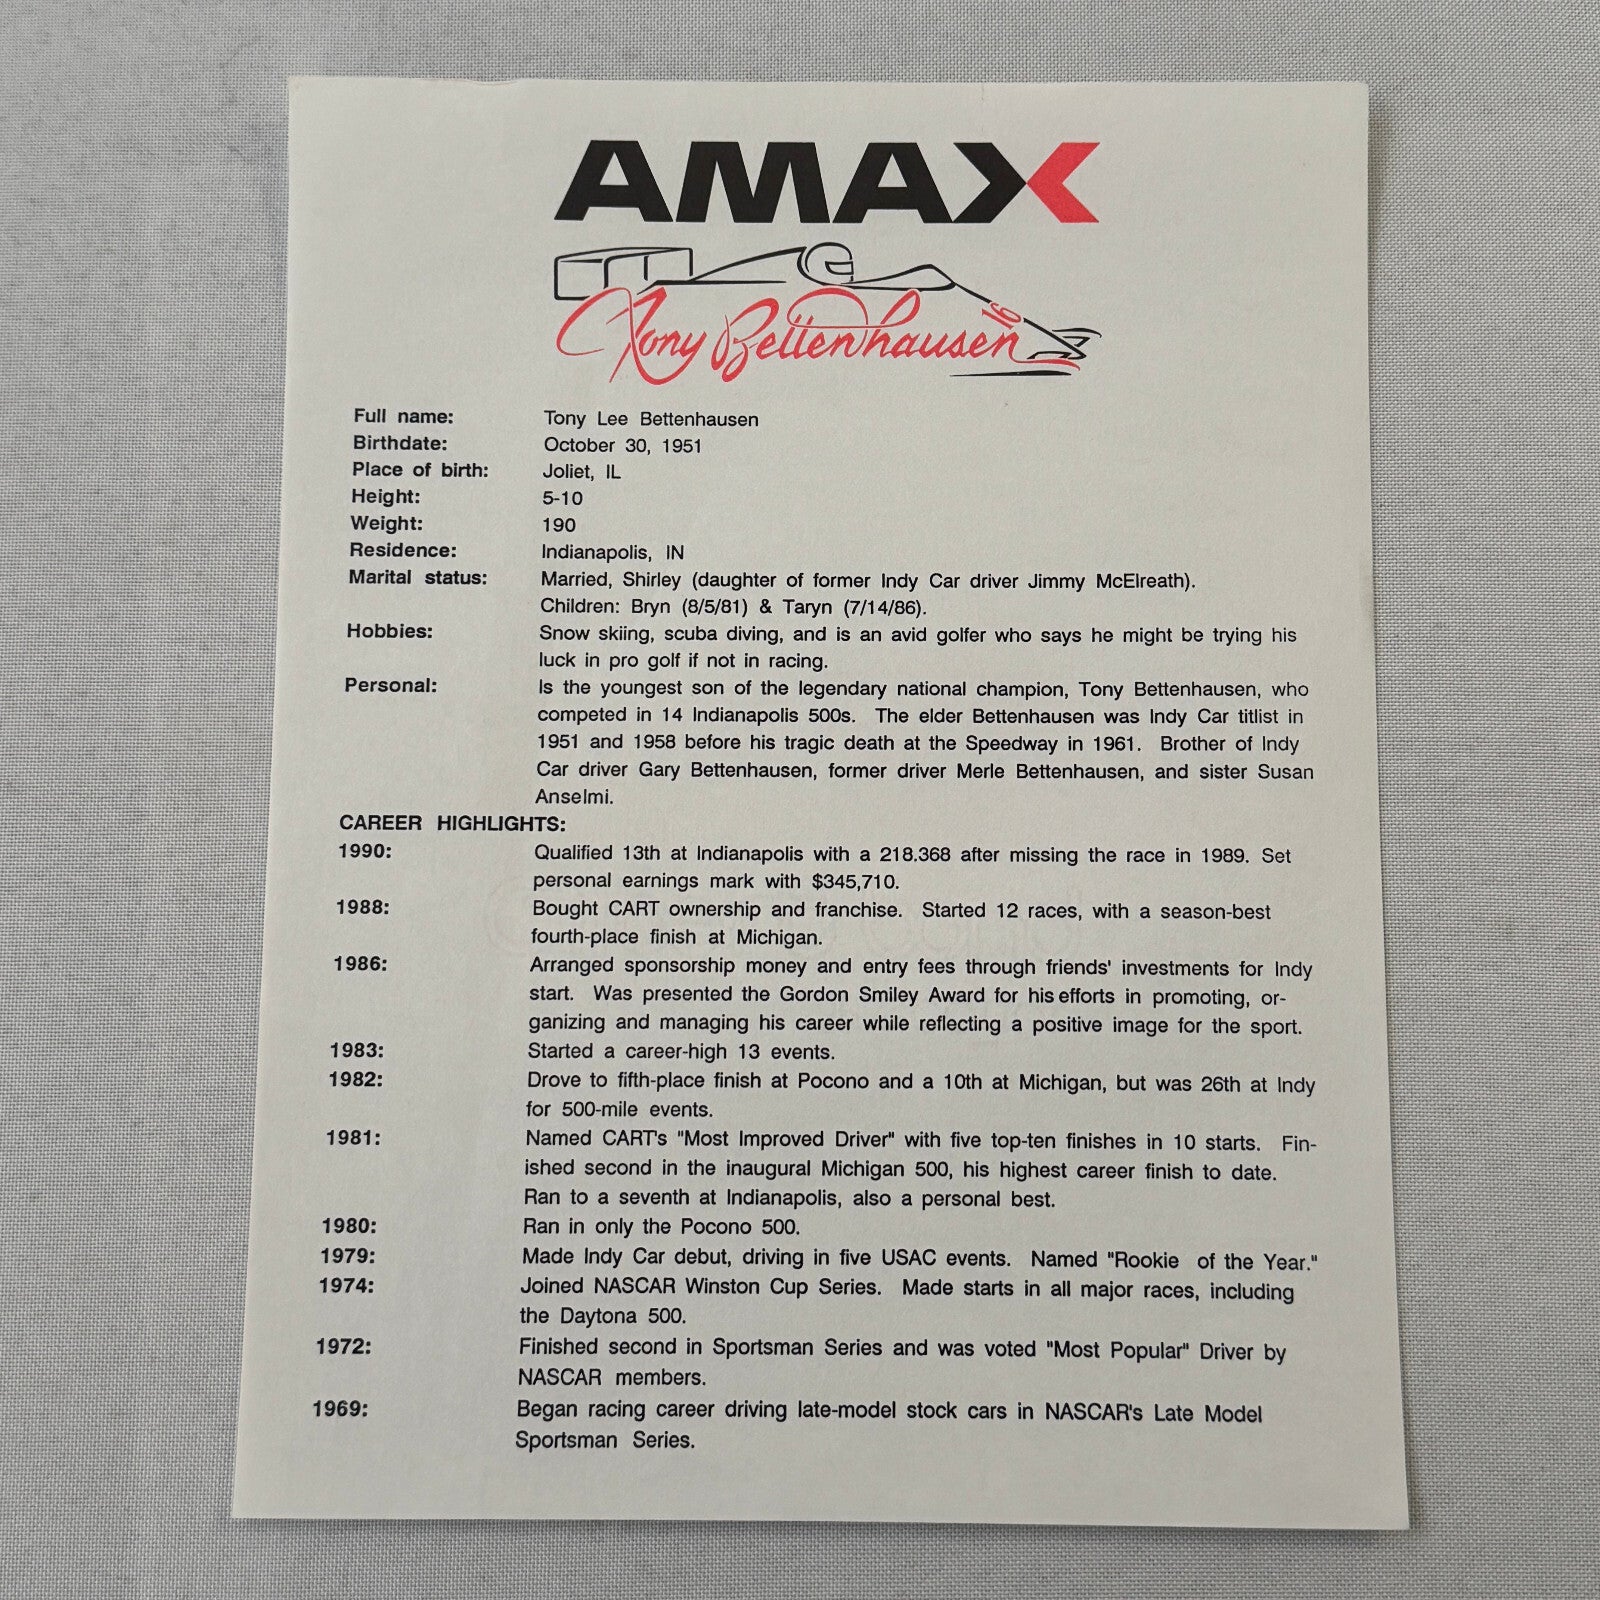 AMAX
Tony Bettenhausen 16
Full name: Tony Lee Bettenhausen
Birthdate: October 30, 1951
Place of birth: Joliet, IL
Height: 5-10
Weight: 190
Residence: Indianapolis, IN
Marital status: Married, Shirley (daughter of former Indy Car driver Jimmy McElreath).
Children: Bryn (8/5/81) & Taryn (7/14/86).
Hobbies: Snow skiing, scuba diving, and is an avid golfer who says he might be trying his
luck in pro golf if not in racing.
Personal: Is the youngest son of the legendary national champion, Tony Bettenhausen, who
competed in 14 Indianapolis 500s. The elder Bettenhausen was Indy Car titlist in
1951 and 1958 before his tragic death at the Speedway in 1961. Brother of Indy
Car driver Gary Bettenhausen, former driver Merle Bettenhausen, and sister Susan
Anselmi.
CAREER HIGHLIGHTS:
1990: Qualified 13th at Indianapolis with a 218.368 after missing the race in 1989. Set
personal earnings mark with $345,710.
1988: Bought CART ownership and franchise. Started 12 races, with a season-best
fourth-place finish at Michigan.
1986: Arranged sponsorship money and entry fees through friends' investments for Indy
start. Was presented the Gordon Smiley Award for his efforts in promoting, or-
ganizing and managing his career while reflecting a positive image for the sport.
1983: Started a career-high 13 events.
1982: Drove to fifth-place finish at Pocono and a 10th at Michigan, but was 26th at Indy
for 500-mile events.
1981: Named CART's "Most Improved Driver" with five top-ten finishes in 10 starts. Fin-
ished second in the inaugural Michigan 500, his highest career finish to date.
Ran to a seventh at Indianapolis, also a personal best.
1980: Ran in only the Pocono 500.
1979: Made Indy Car debut, driving in five USAC events. Named "Rookie of the Year."
1974: Joined NASCAR Winston Cup Series. Made starts in all major races, including
the Daytona 500.
1972: Finished second in Sportsman Series and was voted "Most Popular" Driver by
NASCAR members.
1969: Began racing career driving late-model stock cars in NASCAR's Late Model
Sportsman Series.